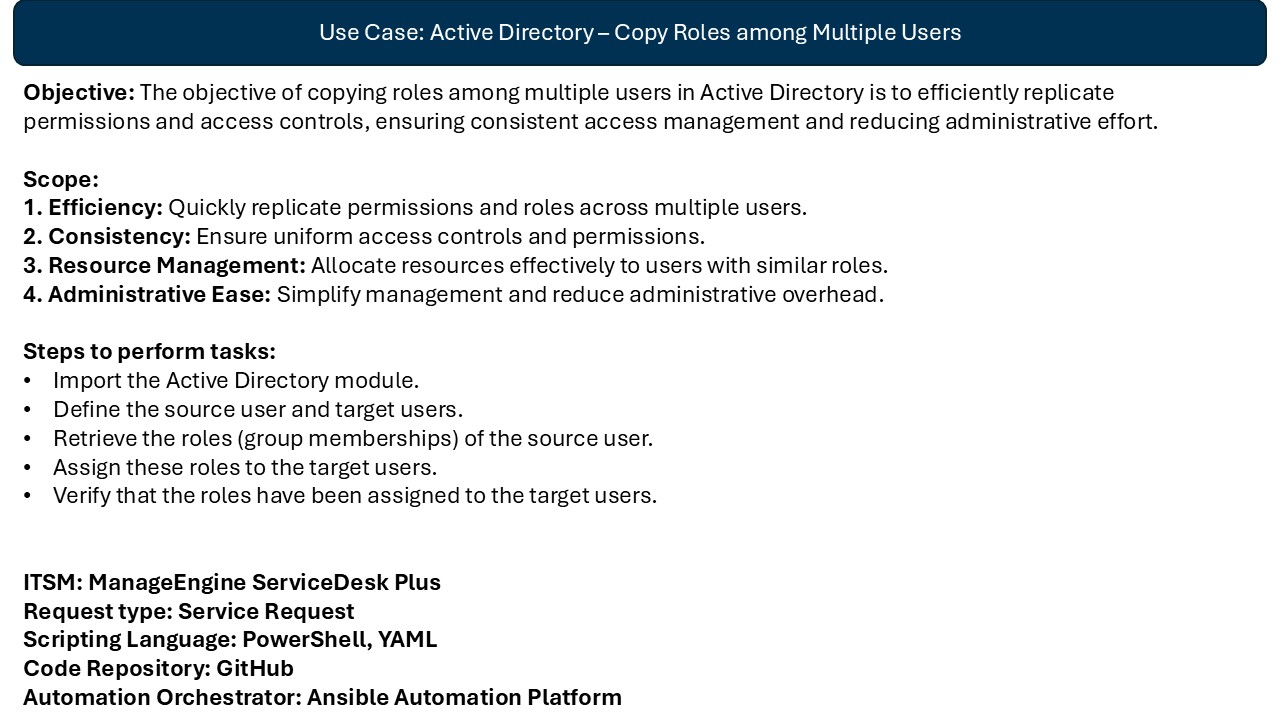 Use Case: Active Directory – Copy Roles among Multiple Users
Objective: The objective of copying roles among multiple users in Active Directory is to efficiently replicate
permissions and access controls, ensuring consistent access management and reducing administrative effort.
Scope:
1. Efficiency: Quickly replicate permissions and roles across multiple users.
2. Consistency: Ensure uniform access controls and permissions.
3. Resource Management: Allocate resources effectively to users with similar roles.
4. Administrative Ease: Simplify management and reduce administrative overhead.
Steps to perform tasks:
• Import the Active Directory module.
• Define the source user and target users.
• Retrieve the roles (group memberships) of the source user.
• Assign these roles to the target users.
• Verify that the roles have been assigned to the target users.
ITSM: ManageEngine ServiceDesk Plus
Request type: Service Request
Scripting Language: PowerShell, YAML
Code Repository: GitHub
Automation Orchestrator: Ansible Automation Platform